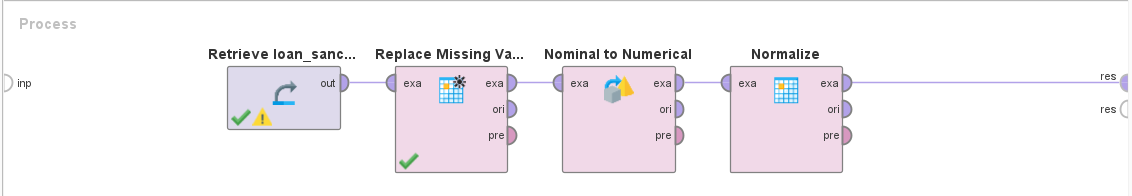 Process
Retrieve loan_sanc...
Replace Missing Va...
Nominal to Numerical
Normalize
inp
out
exa
exa
ori
pre
exa
exa
ori
pre
exa
exa
ori
pre
res
res